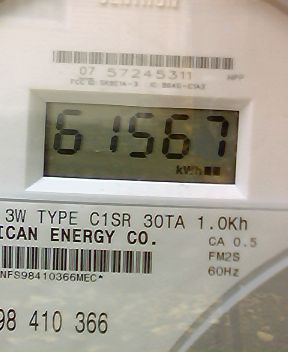 07 57245311
61567
kWh
3W TYPE C1SR 30TA 1.0Kh
ICAN ENERGY CO.
CA 0.5
FM2S
60Hz
NFS98410366MEC*
98 410 366